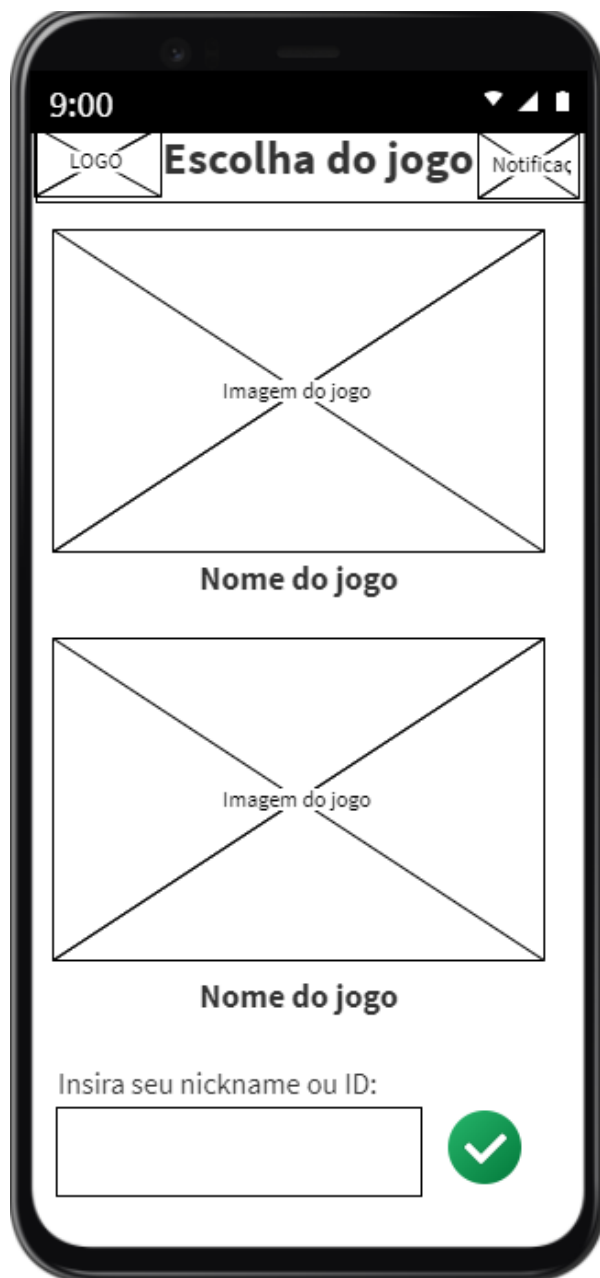 9:00
LOGO
Escolha do jogo
Notificaç
Imagem do jogo
Nome do jogo
Imagem do jogo
Nome do jogo
Insira seu nickname ou ID: